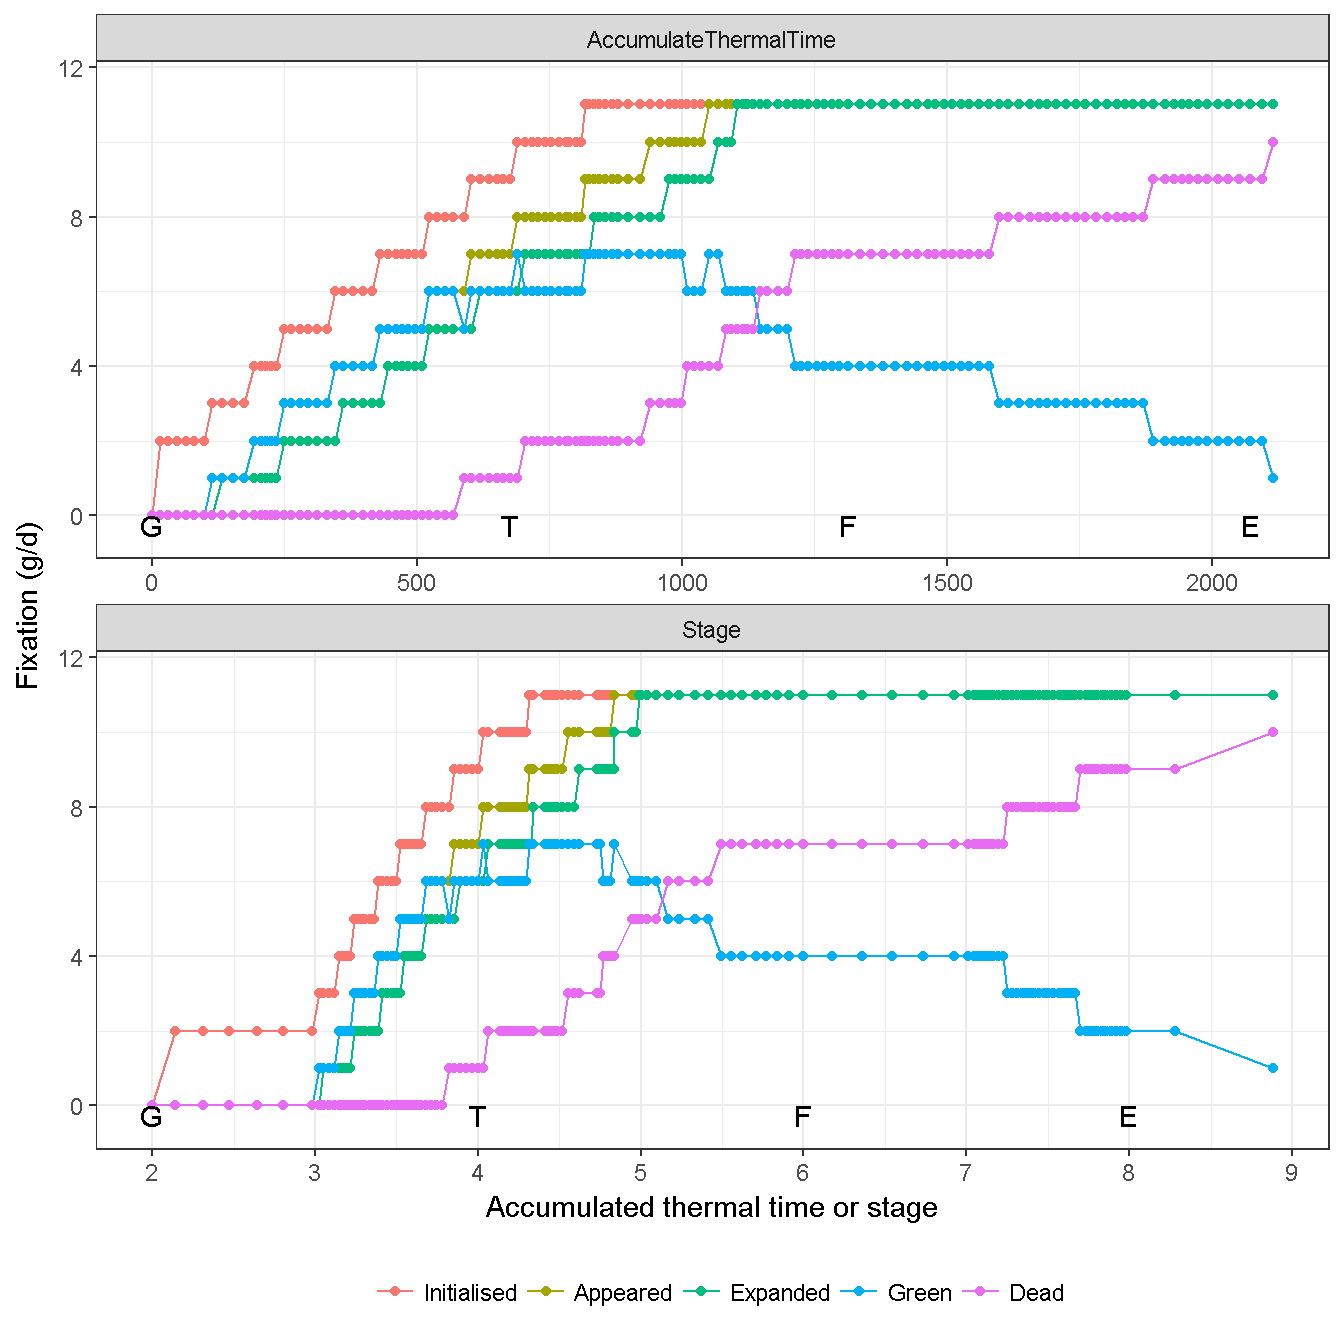 AccumulateThermalTime
12
8
4
0
G T F E
0 500 1000 1500 2000
Fixation (g/d)
Stage
12
8
4
0
G T F E
2 3 4 5 6 7 8 9
Accumulated thermal time or stage
Initialised Appeared Expanded Green Dead